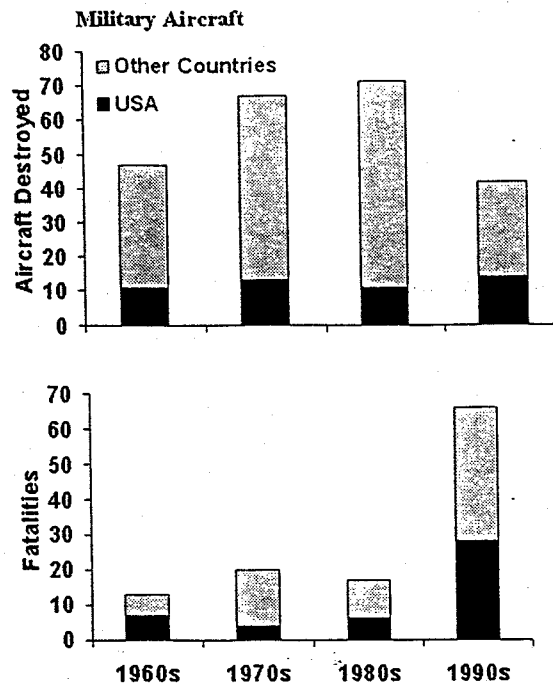 Military Aircraft
80
70
60
50
40
30
20
10
0
Aircraft Destroyed
Other Countries
USA
70
60
50
40
30
20
10
0
Fatalities
1960s 1970s 1980s 1990s